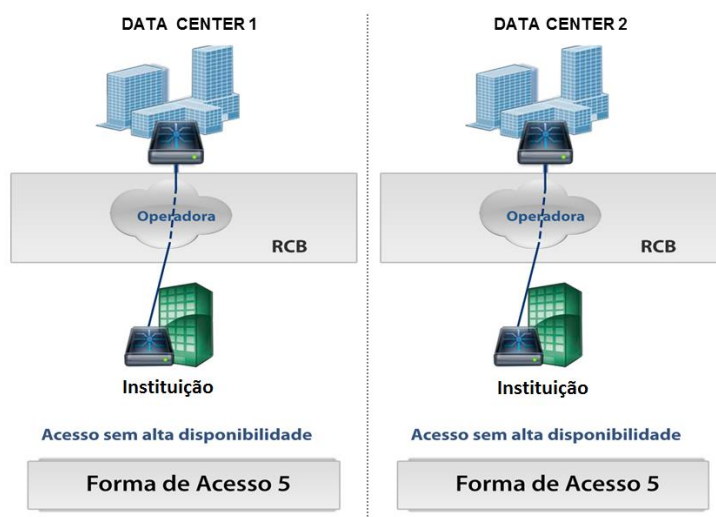 DATA CENTER 1
Operadora
RCB
Instituição
Acesso sem alta disponibilidade
Forma de Acesso 5
DATA CENTER 2
Operadora
RCB
Instituição
Acesso sem alta disponibilidade
Forma de Acesso 5